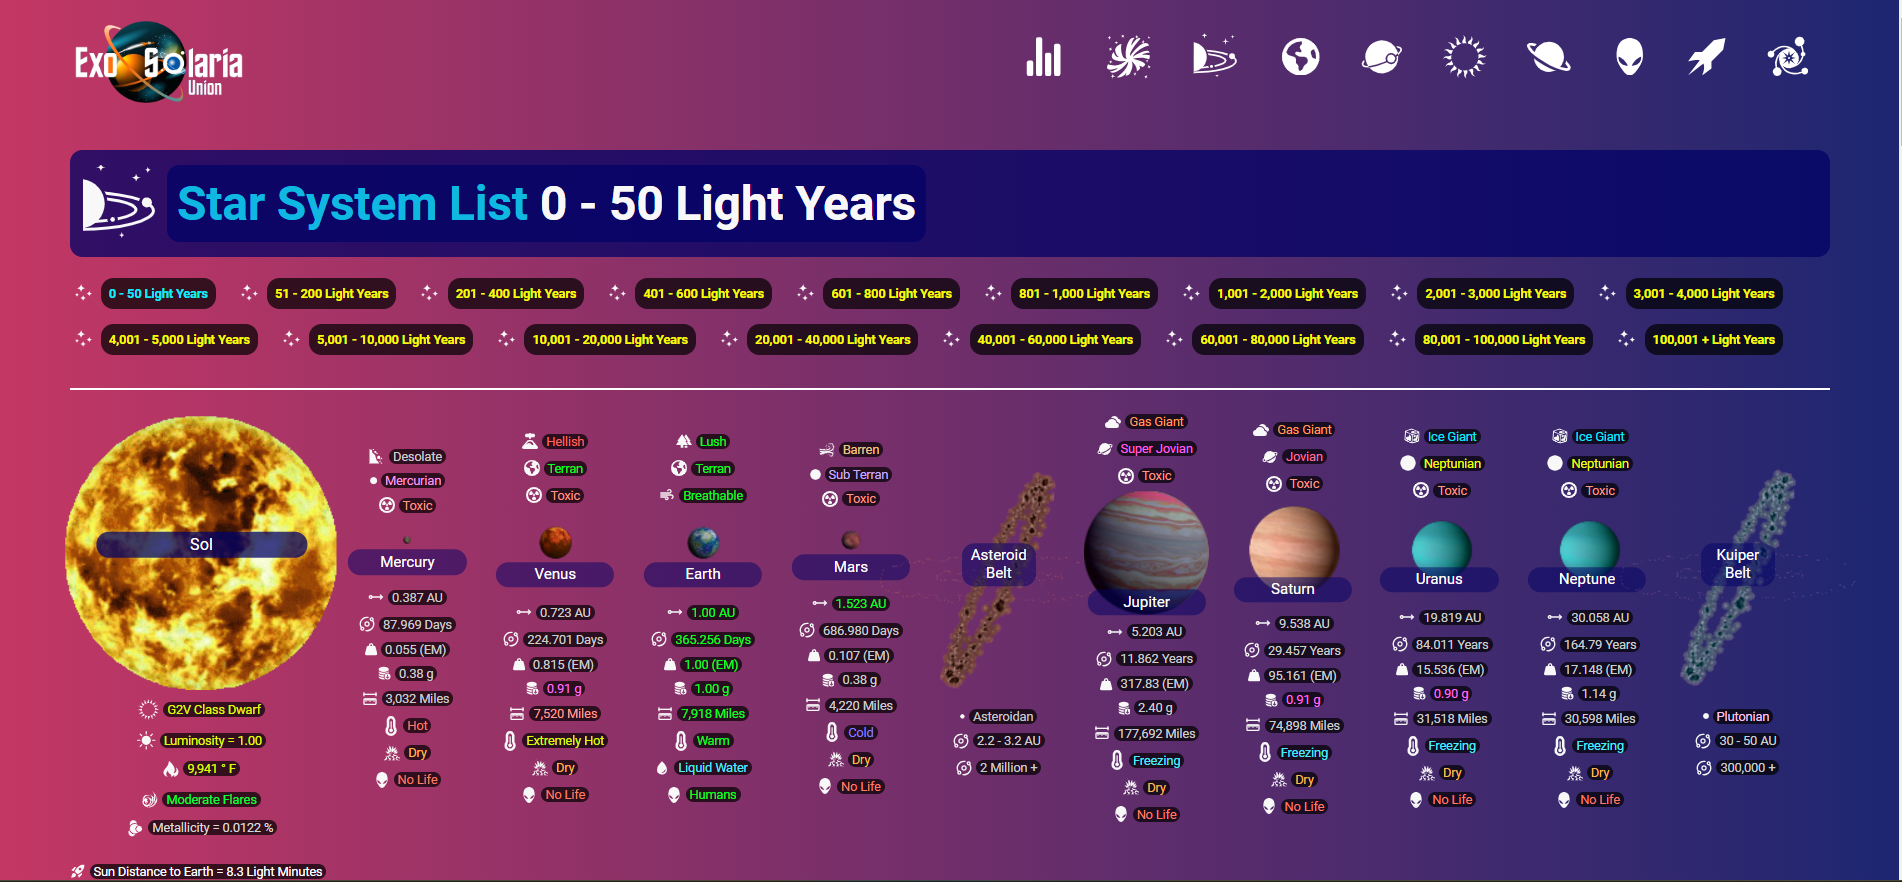 Exo Solaria
Union
Star System List 0 - 50 Light Years
0 - 50 Light Years
51 - 200 Light Years
201 - 400 Light Years
401 - 600 Light Years
601 - 800 Light Years
801 - 1,000 Light Years
1,001 - 2,000 Light Years
2,001 - 3,000 Light Years
3,001 - 4,000 Light Years
4,001 - 5,000 Light Years
5,001 - 10,000 Light Years
10,001 - 20,000 Light Years
20,001 - 40,000 Light Years
40,001 - 60,000 Light Years
60,001 - 80,000 Light Years
80,001 - 100,000 Light Years
100,001 + Light Years
Sol
G2V Class Dwarf
Luminosity = 1.00
9,941 ° F
Moderate Flares
Metallicity = 0.0122 %
Desolate
Mercurian
Toxic
Mercury
0.387 AU
87.969 Days
0.055 (EM)
0.38 g
3,032 Miles
Hot
Dry
No Life
Hellish
Terran
Toxic
Venus
0.723 AU
224.701 Days
0.815 (EM)
0.91 g
7,520 Miles
Extremely Hot
Dry
No Life
Lush
Terran
Breathable
Earth
1.00 AU
365.256 Days
1.00 (EM)
1.00 g
7,918 Miles
Warm
Liquid Water
Humans
Barren
Sub Terran
Toxic
Mars
1.523 AU
686.980 Days
0.107 (EM)
0.38 g
4,220 Miles
Cold
Dry
No Life
Asteroid
Belt
Asteroidan
2.2 - 3.2 AU
2 Million +
Gas Giant
Super Jovian
Toxic
Jupiter
5.203 AU
11.862 Years
317.83 (EM)
2.40 g
177,692 Miles
Freezing
Dry
No Life
Gas Giant
Jovian
Toxic
Saturn
9.538 AU
29.457 Years
95.161 (EM)
0.91 g
74,898 Miles
Freezing
Dry
No Life
Ice Giant
Neptunian
Toxic
Uranus
19.819 AU
84.011 Years
15.536 (EM)
0.90 g
31,518 Miles
Freezing
Dry
No Life
Ice Giant
Neptunian
Toxic
Neptune
30.058 AU
164.79 Years
17.148 (EM)
1.14 g
30,598 Miles
Freezing
Dry
No Life
Kuiper
Belt
Plutonian
30 - 50 AU
300,000 +
Sun Distance to Earth = 8.3 Light Minutes